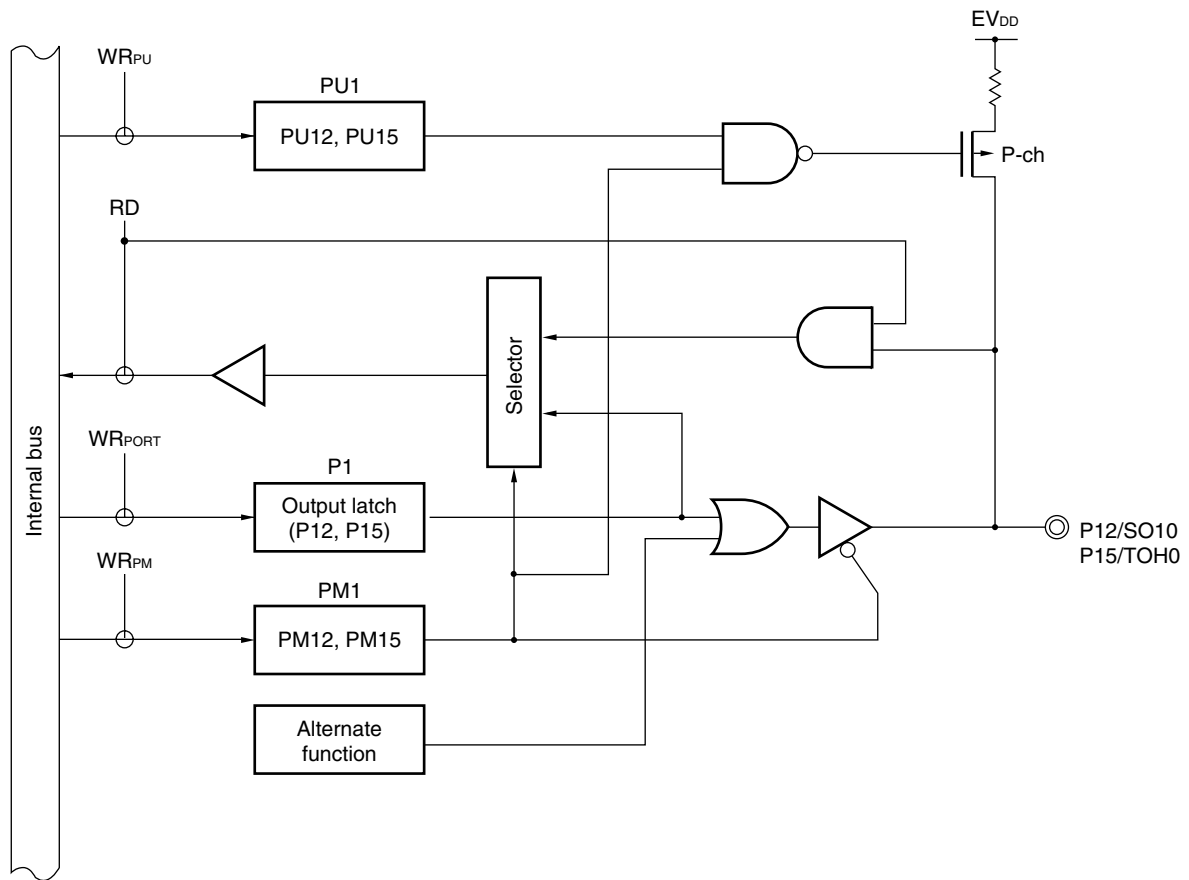 EVDD
WRPU
PU1
PU12, PU15
P-ch
RD
Selector
Internal bus
WRPORT
P1
Output latch
(P12, P15)
P12/SO10
P15/TOH0
WRPM
PM1
PM12, PM15
Alternate
function